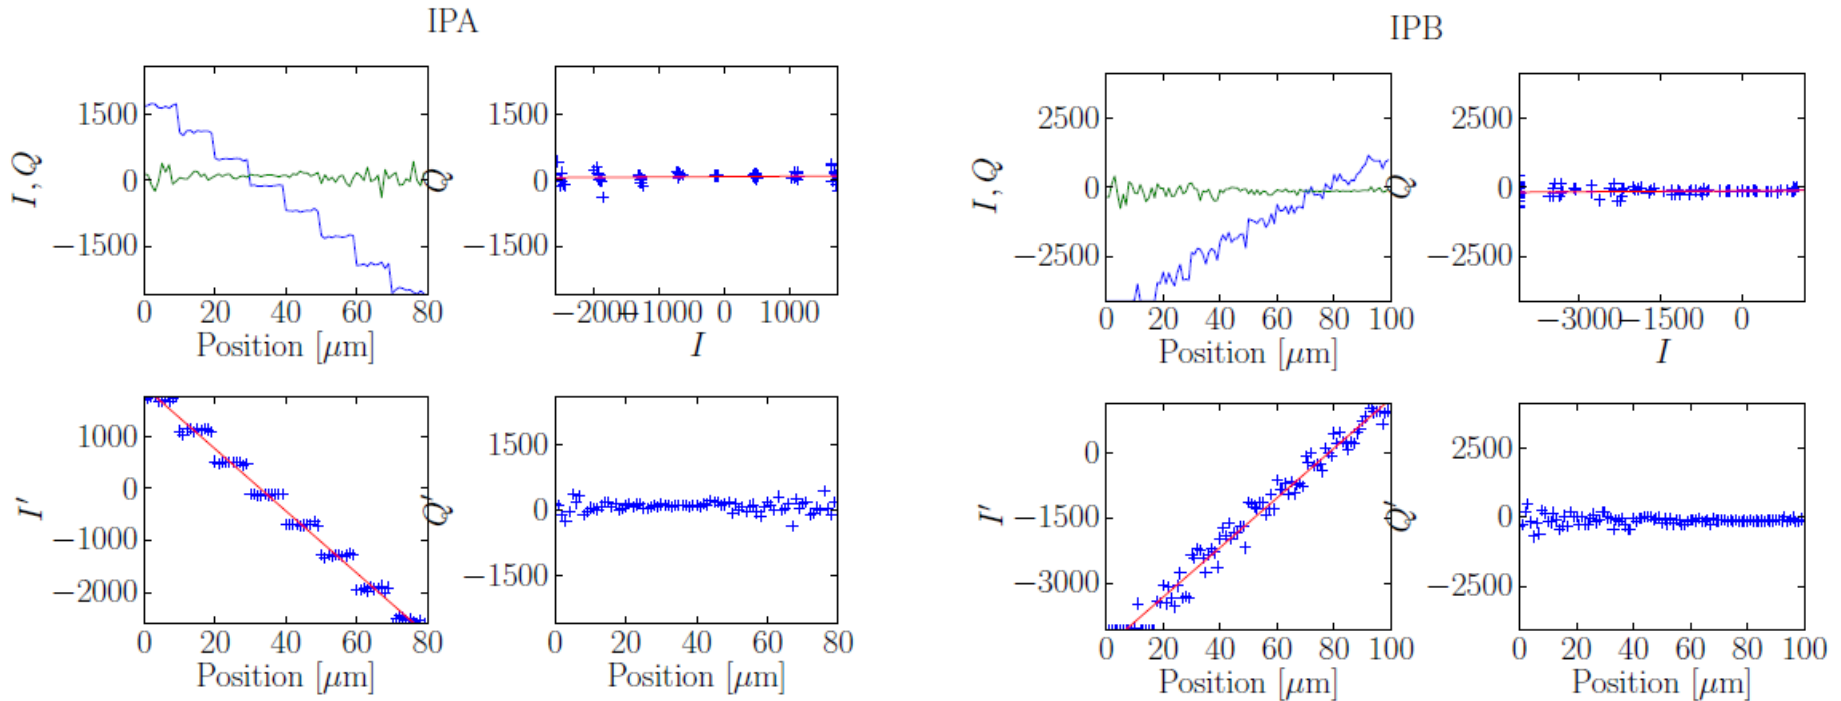 IPA
IPB
1500
0
−1500
I, Q
0 20 40 60 80
Position [μm]
1500
0
−1500
Q
−2000 −1000 0 1000
I
2500
0
−2500
I, Q
0 20 40 60 80 100
Position [μm]
2500
0
−2500
Q
−3000 −1500 0
I
1000
0
−1000
−2000
I′
0 20 40 60 80
Position [μm]
1500
0
−1500
Q′
0 20 40 60 80
Position [μm]
0
−1500
−3000
I′
0 20 40 60 80 100
Position [μm]
2500
0
−2500
Q′
0 20 40 60 80 100
Position [μm]